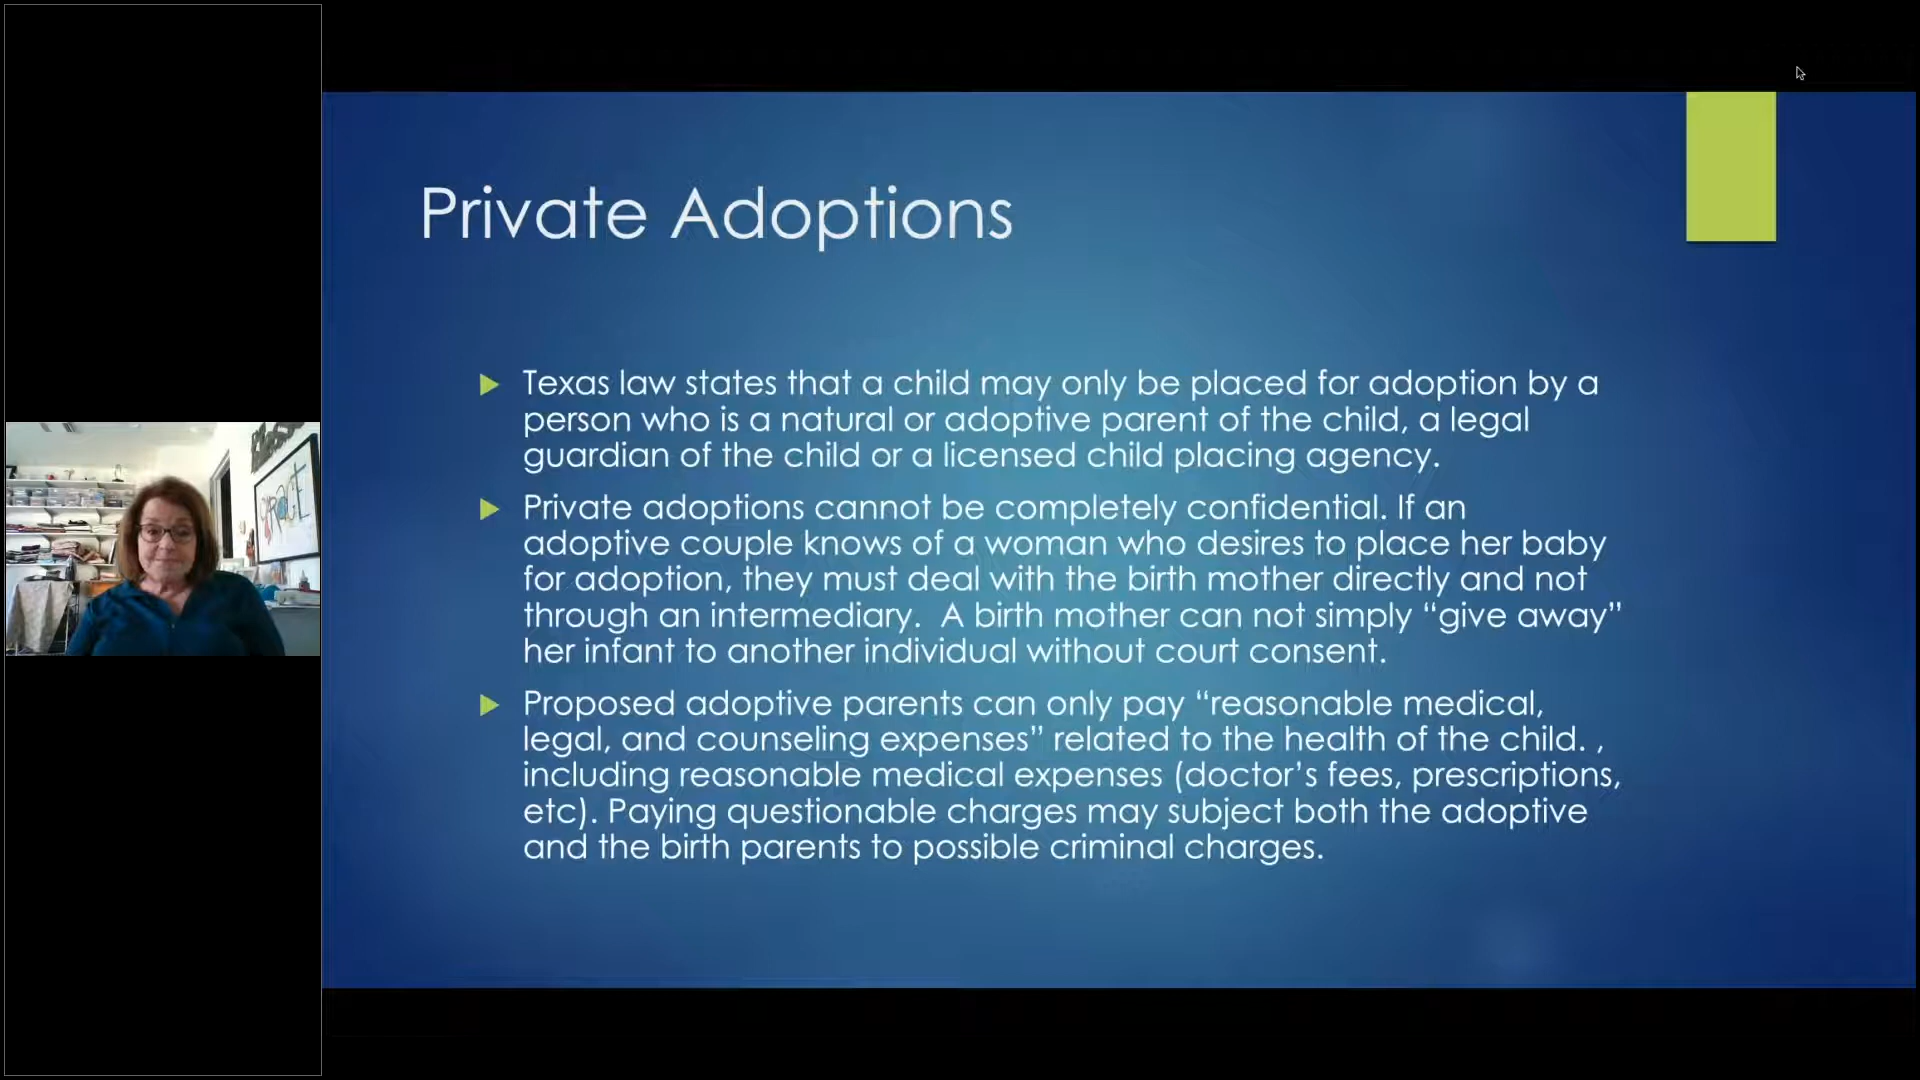 Private Adoptions
Texas law states that a child may only be placed for adoption by a
person who is a natural or adoptive parent of the child, a legal
guardian of the child or a licensed child placing agency.
Private adoptions cannot be completely confidential. If an
adoptive couple knows of a woman who desires to place her baby
for adoption, they must deal with the birth mother directly and not
through an intermediary.  A birth mother can not simply “give away”
her infant to another individual without court consent.
Proposed adoptive parents can only pay “reasonable medical,
legal, and counseling expenses” related to the health of the child. ,
including reasonable medical expenses (doctor’s fees, prescriptions,
etc). Paying questionable charges may subject both the adoptive
and the birth parents to possible criminal charges.